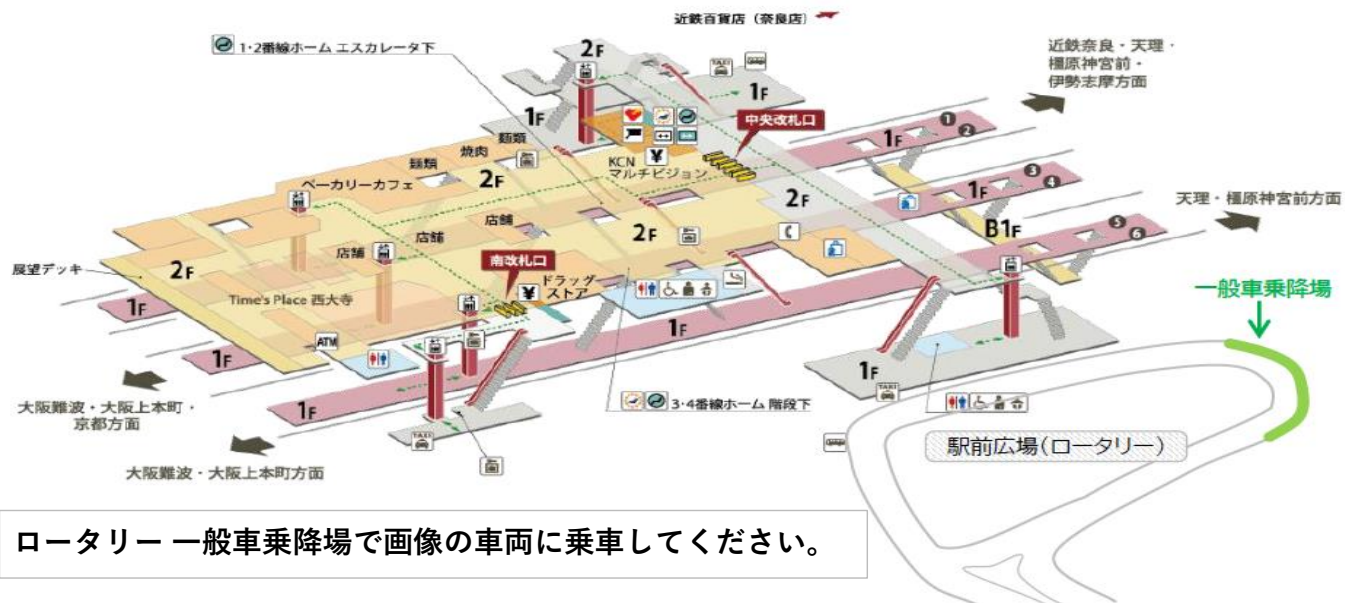 近鉄百貨店(奈良店)
1・2番線ホーム エスカレータ下
近鉄奈良・天理・
橿原神宮前・
伊勢志摩方面
2F
TAXI
1F
1F
中央改札口
1F
1
2
麺類
焼肉
麺類
KCN
マルチビジョン
¥
ベーカリーカフェ
2F
2F
1F
3
4
天理・橿原神宮前方面
店舗
店舗
店舗
2F
B1F
5
6
展望デッキ
2F
南改札口
¥
ドラッグ
ストア
Time's Place 西大寺
1F
1F
ATM
1F
1F
1F
TAXI
一般車乗降場
大阪難波・大阪上本町・
京都方面
3・4番線ホーム 階段下
TAXI
駅前広場(ロータリー)
大阪難波・大阪上本町方面
ロータリー 一般車乗降場で画像の車両に乗車してください。